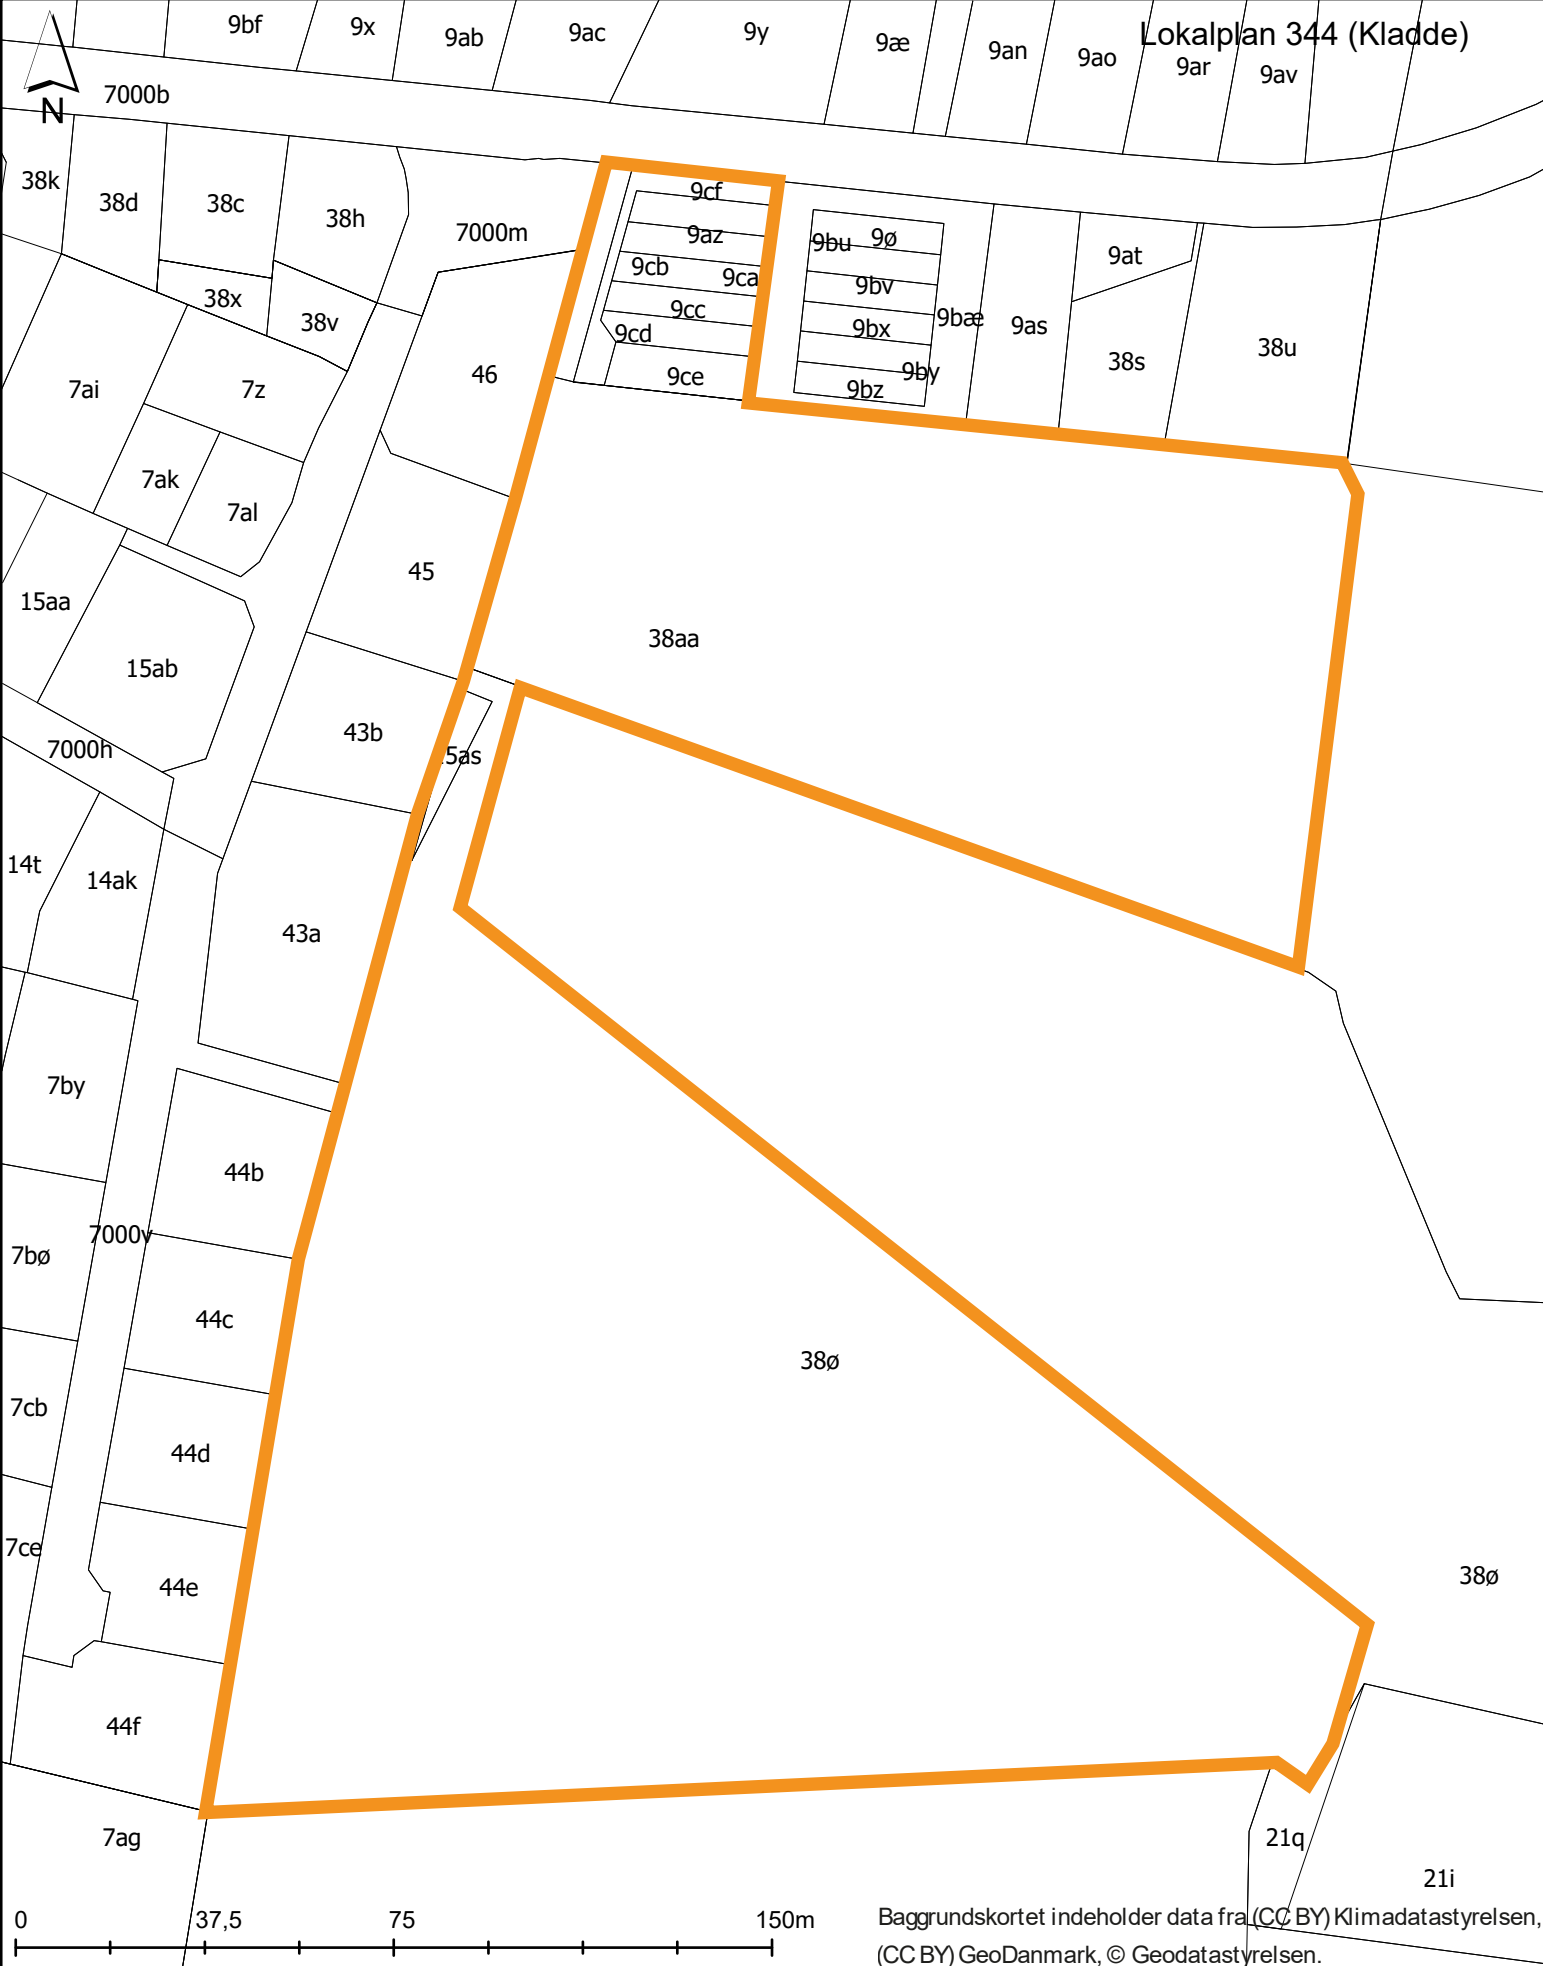 Lokalplan 344 (Kladde)
9bf
9x
9ab
9ac
9y
9æ
9an
9ao
9ar
9av
N
7000b
38k
38d
38c
38h
7000m
9cf
9az
9cb
9ca
9cc
9cd
9ce
9bu
9ø
9bv
9bx
9bæ
9by
9bz
9as
9at
38s
38u
38x
38v
46
7ai
7z
7ak
7al
45
15aa
15ab
38aa
43b
5as
7000h
14t
14ak
43a
7by
44b
7000v
7bø
44c
38ø
7cb
44d
7ce
44e
38ø
44f
7ag
21q
21i
0 37,5 75 150m
Baggrundskortet indeholder data fra (CC BY) Klimadatastyrelsen,
(CC BY) GeoDanmark, © Geodatastyrelsen.